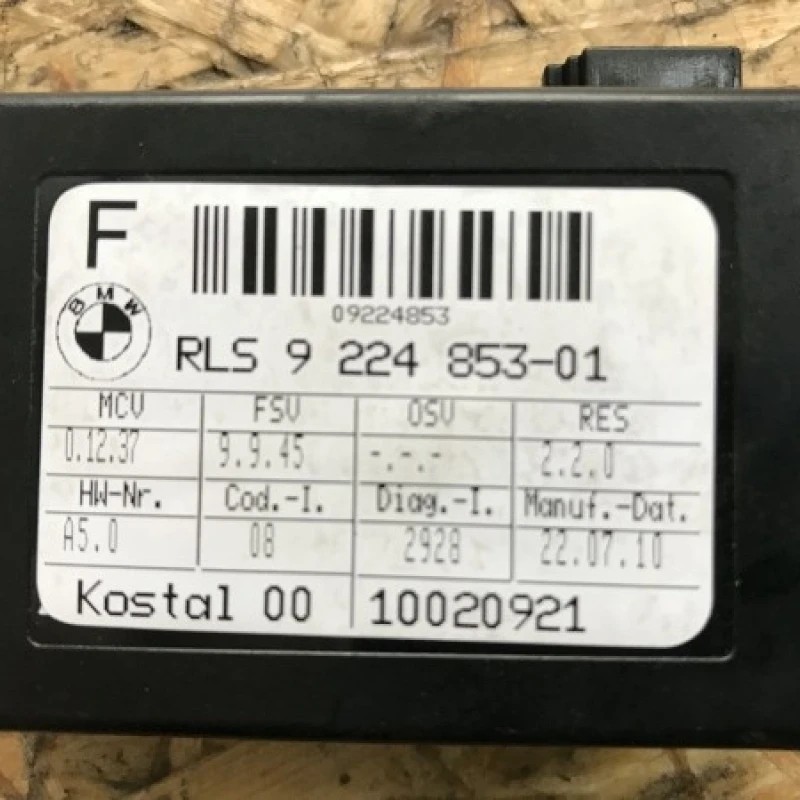 F
09224853
BMW
RLS 9 224 853-01
MCV FSV OSV RES
0.12.37 9.9.45 -.-.- 2.2.0
HW-Nr. Cod.-I. Diag.-I. Manuf.-Dat.
A5.0 08 2928 22.07.10
Kostal 00 10020921